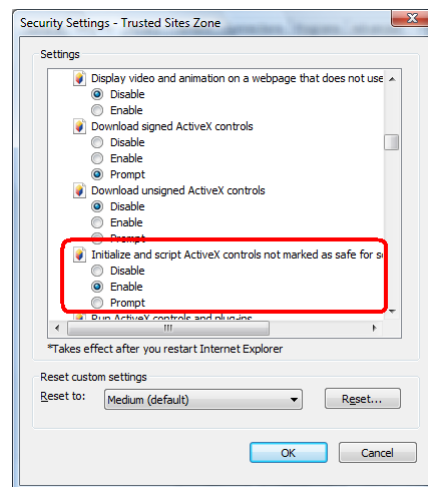 Security Settings - Trusted Sites Zone
Settings
Display video and animation on a webpage that does not use
Disable
Enable
Download signed ActiveX controls
Disable
Enable
Prompt
Download unsigned ActiveX controls
Disable
Enable
Prompt
Initialize and script ActiveX controls not marked as safe for s
Disable
Enable
Prompt
Run ActiveX controls and plug-ins
*Takes effect after you restart Internet Explorer
Reset custom settings
Reset to: Medium (default) Reset...
OK Cancel